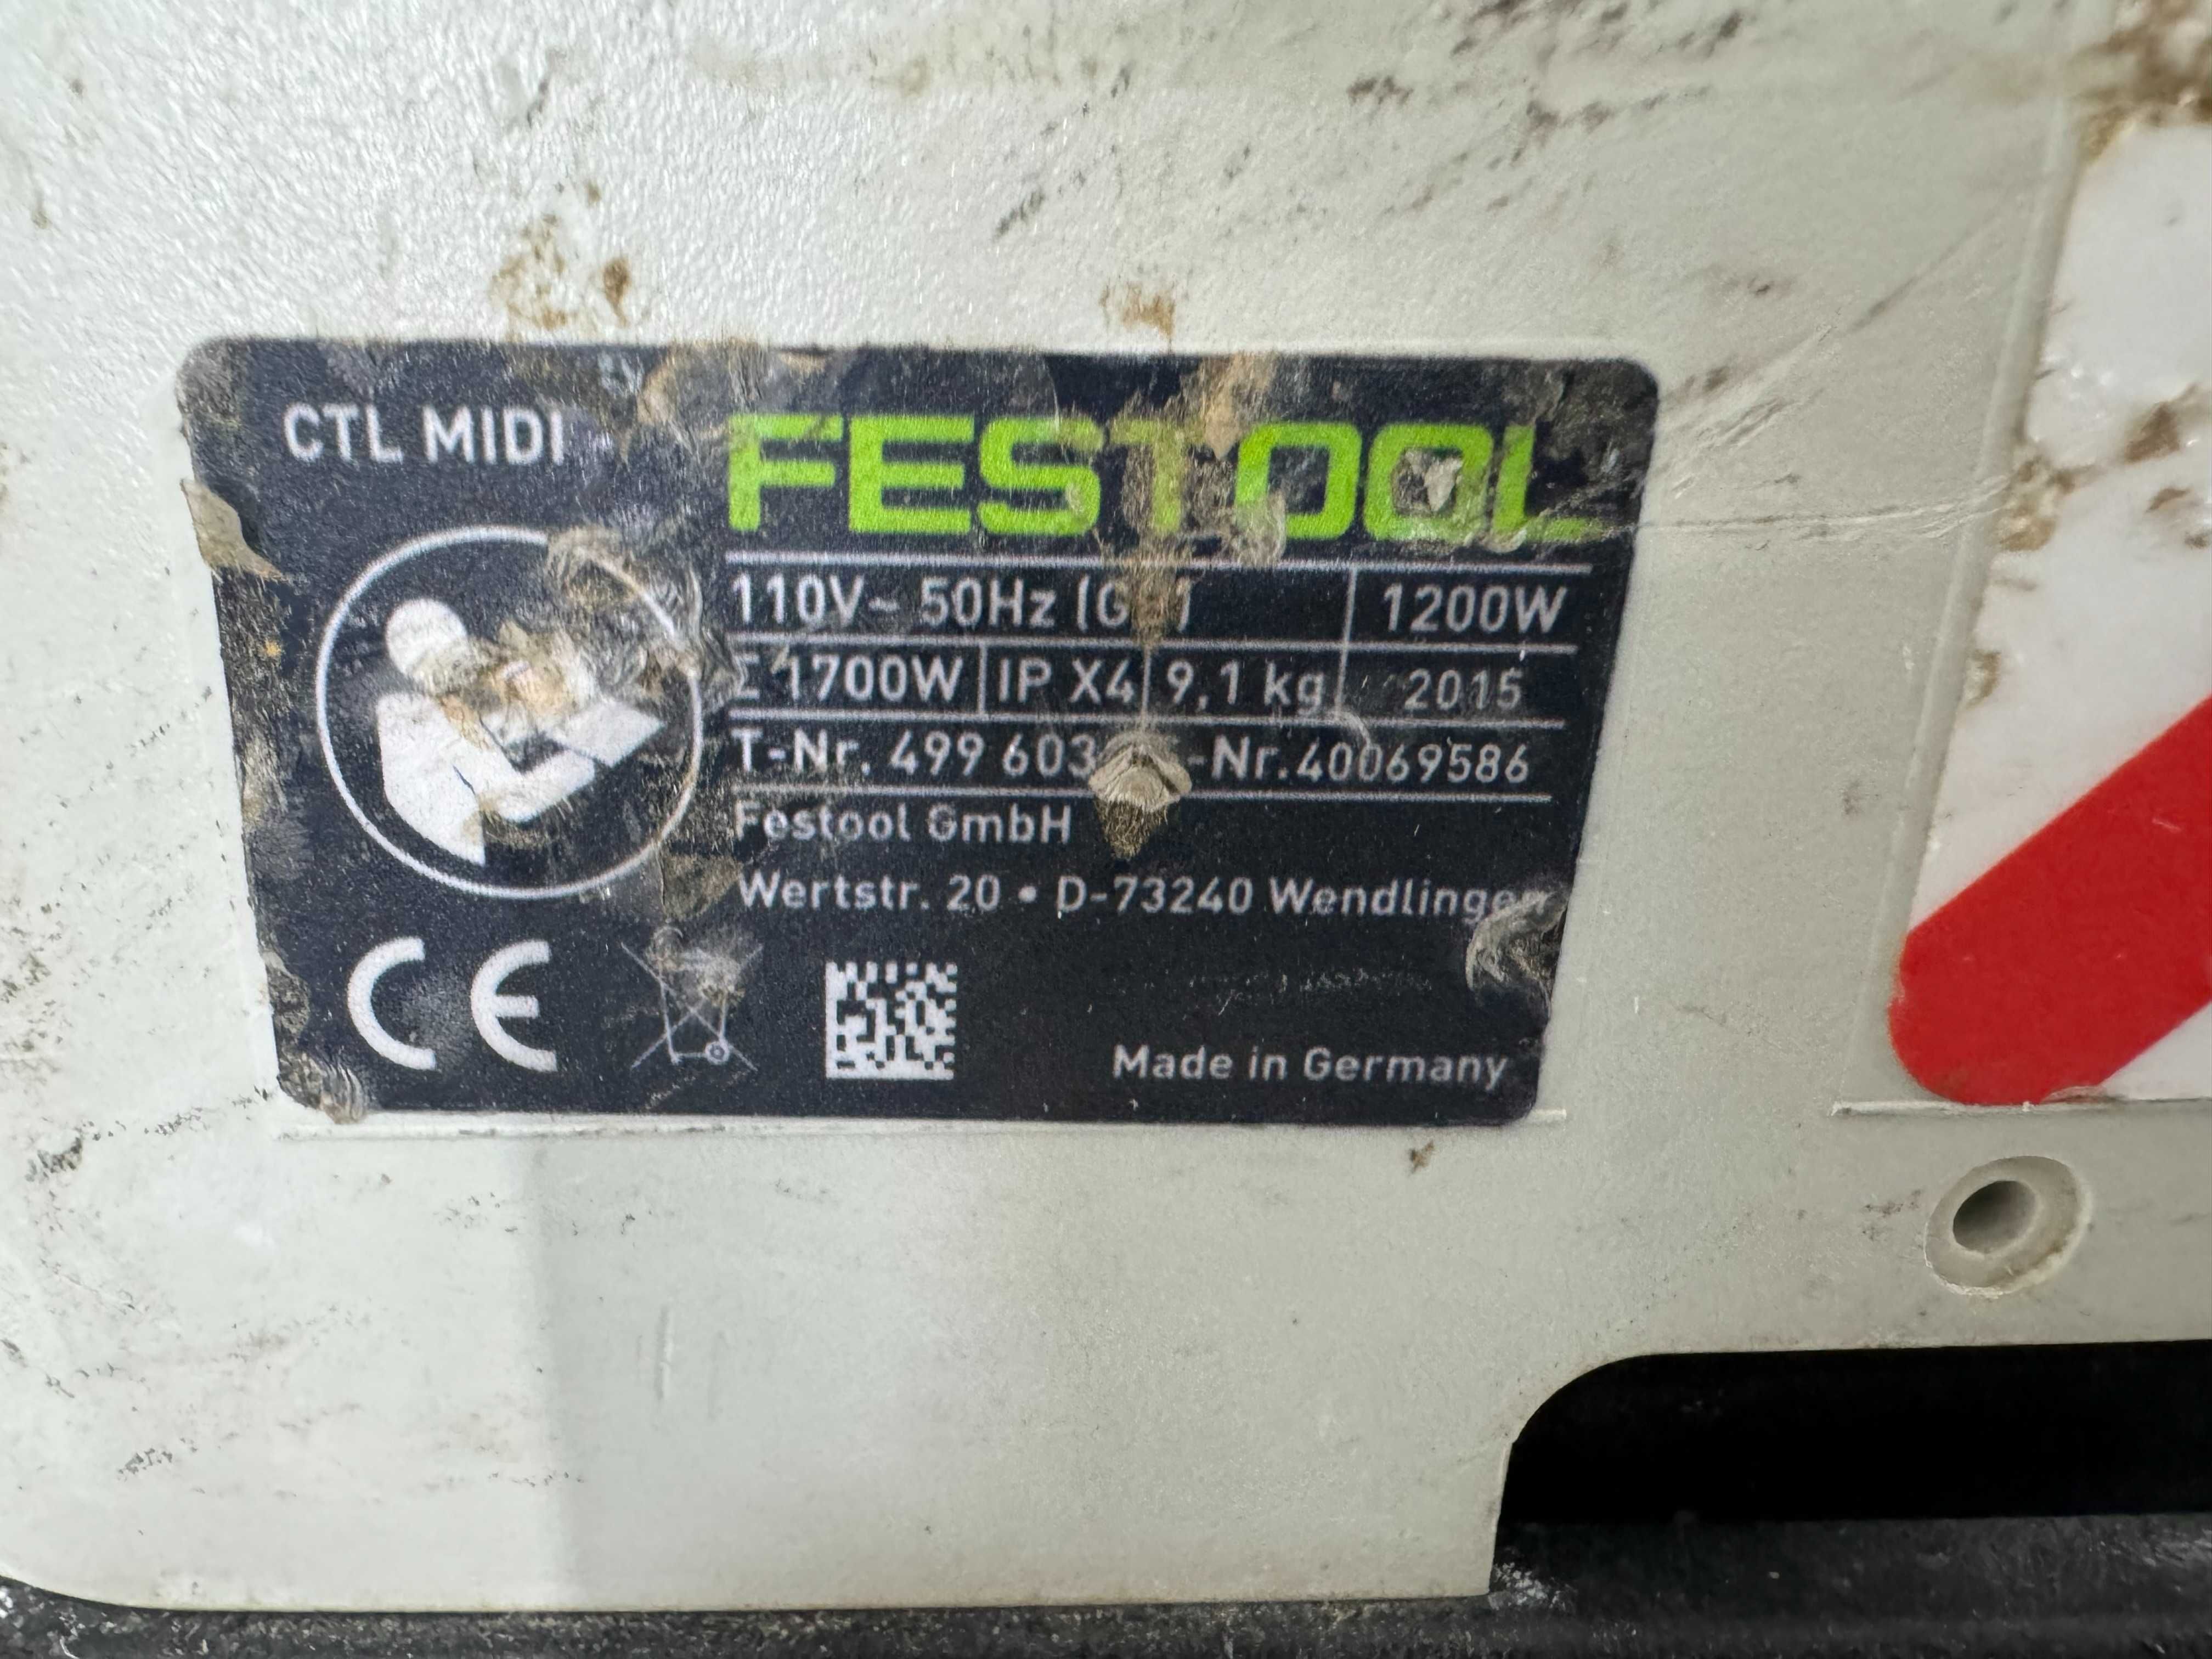 CTL MIDI
FESTOOL
110V~ 50Hz 1200W
Σ 1700W IP X4 9,1 kg 2015
T-Nr. 499 603 -Nr.40069586
Festool GmbH
Wertstr. 20 • D-73240 Wendlingen
CE
Made in Germany